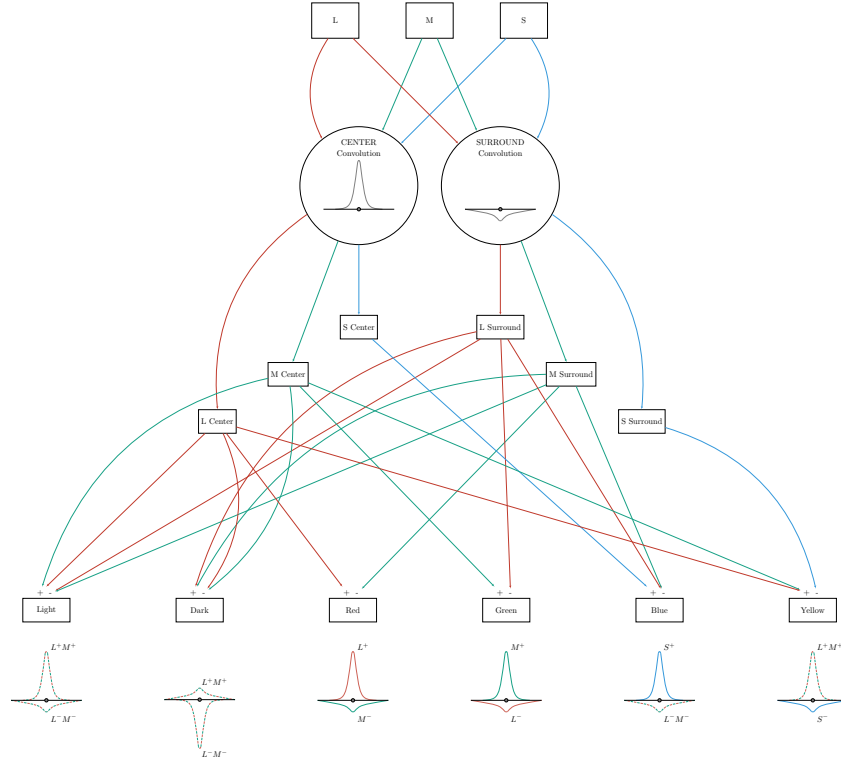 L M S
CENTER
Convolution
SURROUND
Convolution
S Center
L Surround
M Center
M Surround
L Center
S Surround
+ - + - + - + - + - + -
Light Dark Red Green Blue Yellow
L⁺M⁺
L⁻M⁻
L⁺M⁺
L⁻M⁻
L⁺
M⁻
M⁺
L⁻
S⁺
L⁻M⁻
L⁺M⁺
S⁻